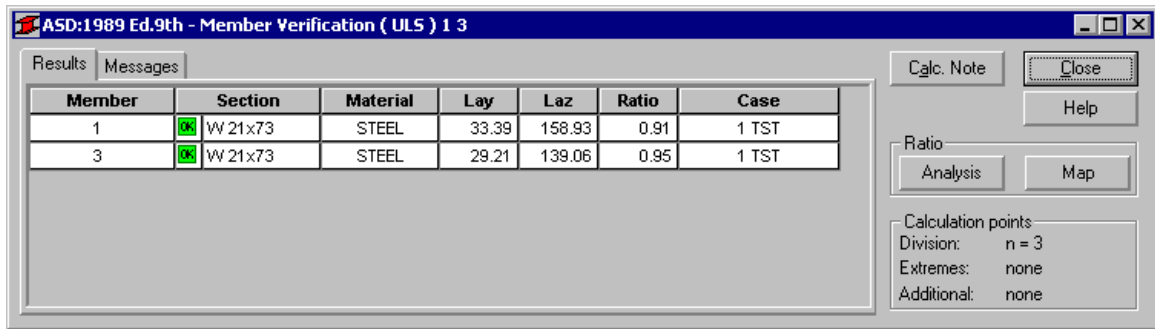 ASD:1989 Ed.9th - Member Verification ( ULS ) 1 3
Results Messages
Member Section Material Lay Laz Ratio Case
1 OK W 21x73 STEEL 33.39 158.93 0.91 1 TST
3 OK W 21x73 STEEL 29.21 139.06 0.95 1 TST
Calc. Note Close
Help
Ratio
Analysis Map
Calculation points
Division: n = 3
Extremes: none
Additional: none